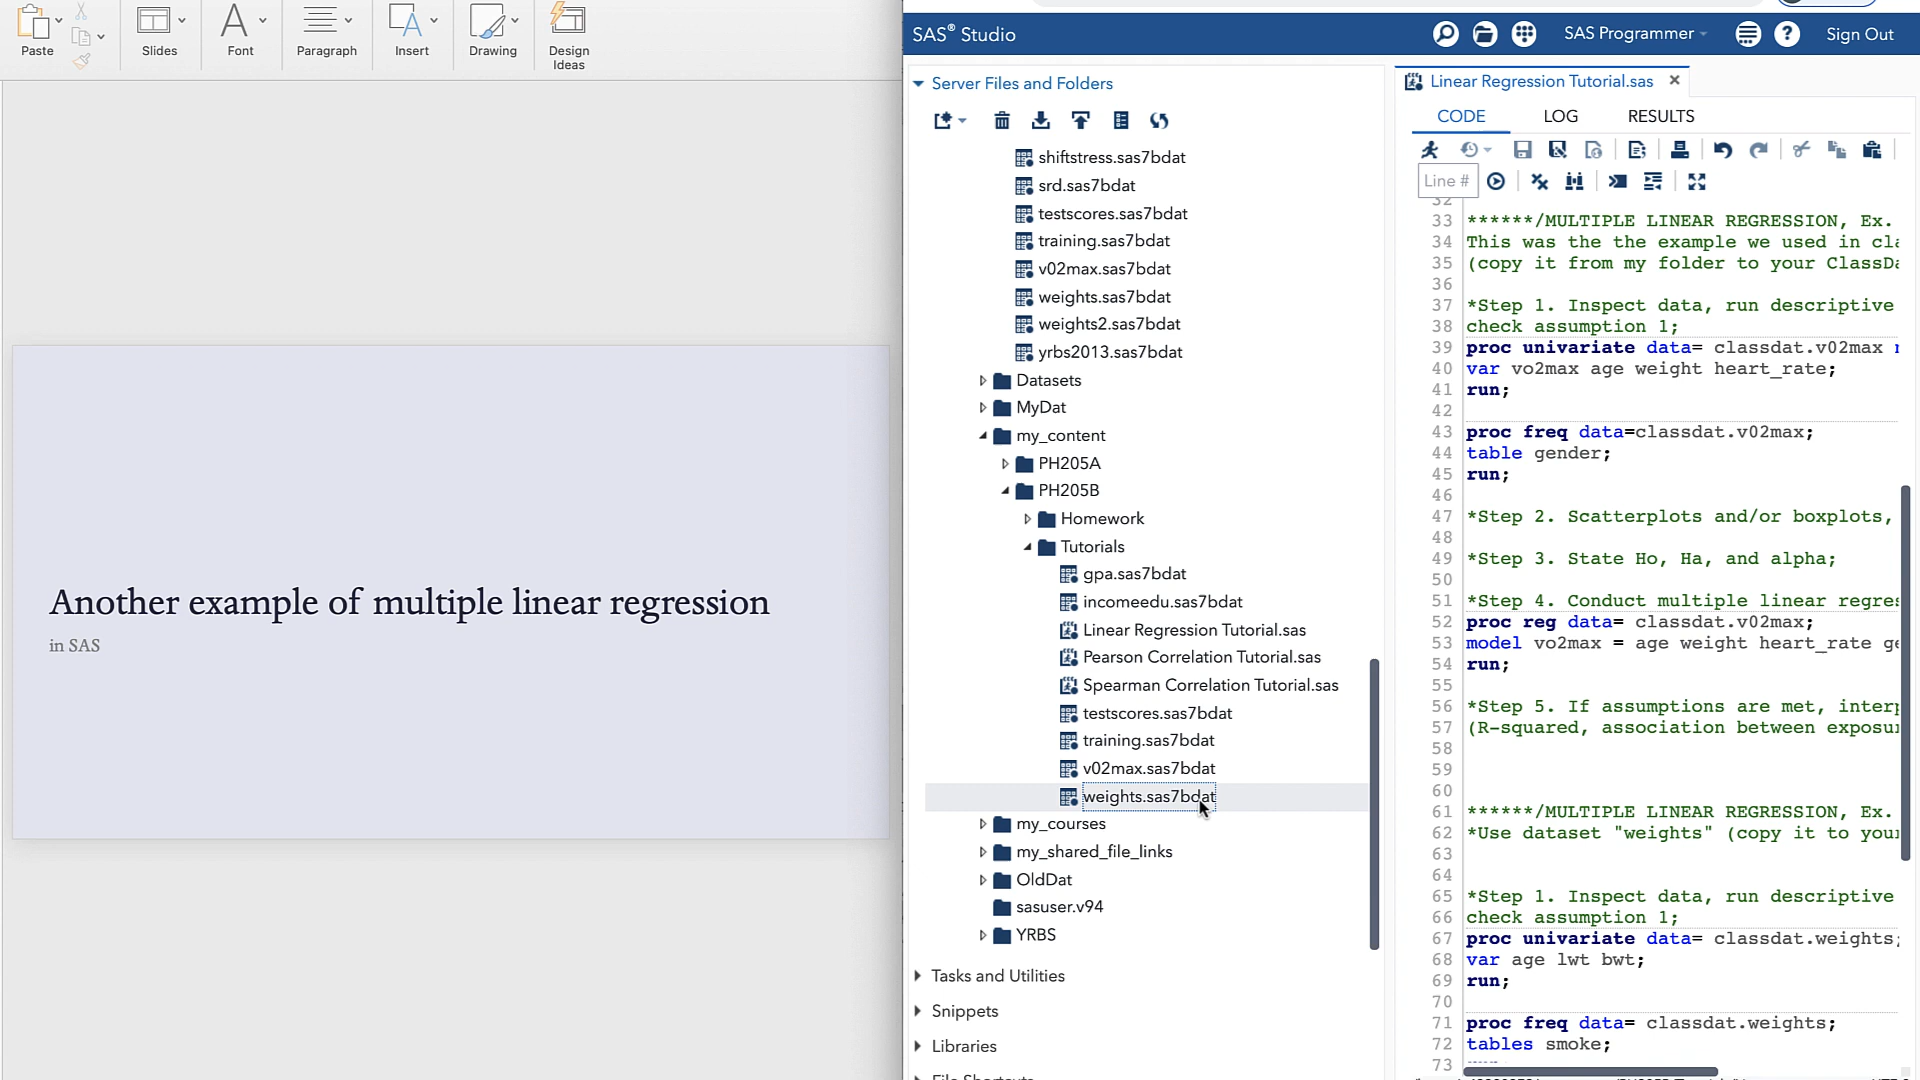 Paste
Slides
Font
Paragraph
Insert
Drawing
Design
Ideas
Another example of multiple linear regression
in SAS
SAS® Studio
SAS Programmer
Sign Out
Server Files and Folders
shiftstress.sas7bdat
srd.sas7bdat
testscores.sas7bdat
training.sas7bdat
v02max.sas7bdat
weights.sas7bdat
weights2.sas7bdat
yrbs2013.sas7bdat
Datasets
MyDat
my_content
PH205A
PH205B
Homework
Tutorials
gpa.sas7bdat
incomeedu.sas7bdat
Linear Regression Tutorial.sas
Pearson Correlation Tutorial.sas
Spearman Correlation Tutorial.sas
testscores.sas7bdat
training.sas7bdat
v02max.sas7bdat
weights.sas7bdat
my_courses
my_shared_file_links
OldDat
sasuser.v94
YRBS
Tasks and Utilities
Snippets
Libraries
Linear Regression Tutorial.sas
CODE LOG RESULTS
Line #
32
33 ******/MULTIPLE LINEAR REGRESSION, Ex.
34 This was the the example we used in
35 (copy it from my folder to your
36
37 *Step 1. Inspect data, run descriptive
38 check assumption 1;
39 proc univariate data= classdat.v02max
40 var vo2max age weight heart_rate;
41 run;
42
43 proc freq data=classdat.v02max;
44 table gender;
45 run;
46
47 *Step 2. Scatterplots and/or boxplots,
48
49 *Step 3. State Ho, Ha, and alpha;
50
51 *Step 4. Conduct multiple linear
52 proc reg data= classdat.v02max;
53 model vo2max = age weight heart_rate
54 run;
55
56 *Step 5. If assumptions are met,
57 (R-squared, association between
58
59
60
61 ******/MULTIPLE LINEAR REGRESSION, Ex.
62 *Use dataset "weights" (copy it to
63
64
65 *Step 1. Inspect data, run descriptive
66 check assumption 1;
67 proc univariate data= classdat.weights;
68 var age lwt bwt;
69 run;
70
71 proc freq data= classdat.weights;
72 tables smoke;
73